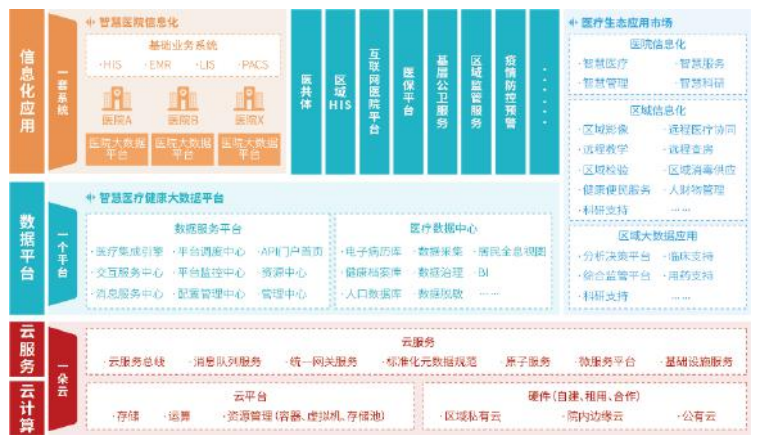 信息化应用
一套系统
智慧医院信息化
基础业务系统
·HIS ·EMR ·LIS ·PACS
医院A 医院B 医院X
医院大数据平台 医院大数据平台 医院大数据平台
医共体
区域HIS
互联网医院平台
医保平台
基层公卫服务
区域监管服务
疫情防控预警
......
医疗生态应用市场
医院信息化
·智慧医疗 ·智慧服务
·智慧管理 ·智慧科研
区域信息化
·区域影像 ·远程医疗协同
·远程教学 ·远程查房
·区域检验 ·区域消毒供应
·健康便民服务 ·人财物管理
·科研支持 ……
区域大数据应用
·分析决策平台 ·临床支持
·综合监管平台 ·用药支持
·科研支持 ……
数据平台
一个平台
智慧医疗健康大数据平台
数据服务平台
·医疗集成引擎 ·平台调度中心 ·API门户首页
·交互服务中心 ·平台监控中心 ·资源中心
·消息服务中心 ·配置管理中心 ·管理中心
医疗数据中心
·电子病历库 ·数据采集 ·居民全息视图
·健康档案库 ·数据治理 ·BI
·人口数据库 ·数据脱敏 ……
云服务
云计算
一朵云
云服务
·云服务总线 ·消息队列服务 ·统一网关服务 ·标准化元数据规范 ·原子服务 ·微服务平台 ·基础设施服务
云平台
·存储 ·运算 ·资源管理(容器、虚拟机、存储池)
硬件(自建、租用、合作)
·区域私有云 ·院内边缘云 ·公有云